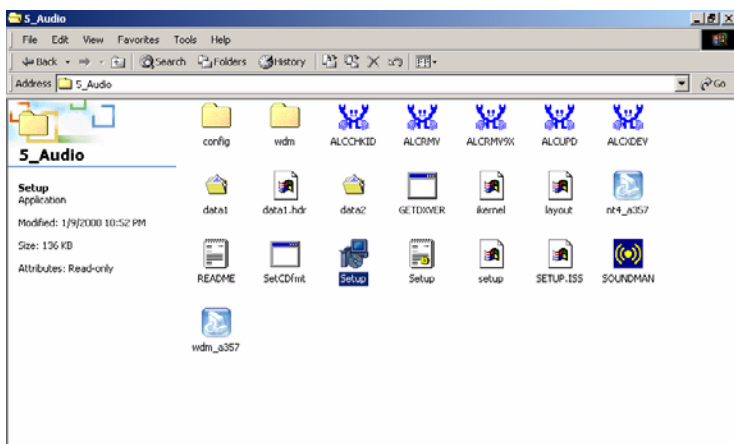 5_Audio
File Edit View Favorites Tools Help
Back Search Folders History
Address 5_Audio Go
5_Audio
Setup
Application
Modified: 1/9/2000 10:52 PM
Size: 136 KB
Attributes: Read-only
config wdm ALCCHKID ALCRMV ALCRMV9X ALCUPD ALCXDEV
data1 data1.hdr data2 GETDXVER ikernel layout nt4_a357
README SetCDfmt Setup Setup setup SETUP.ISS SOUNDMAN
wdm_a357